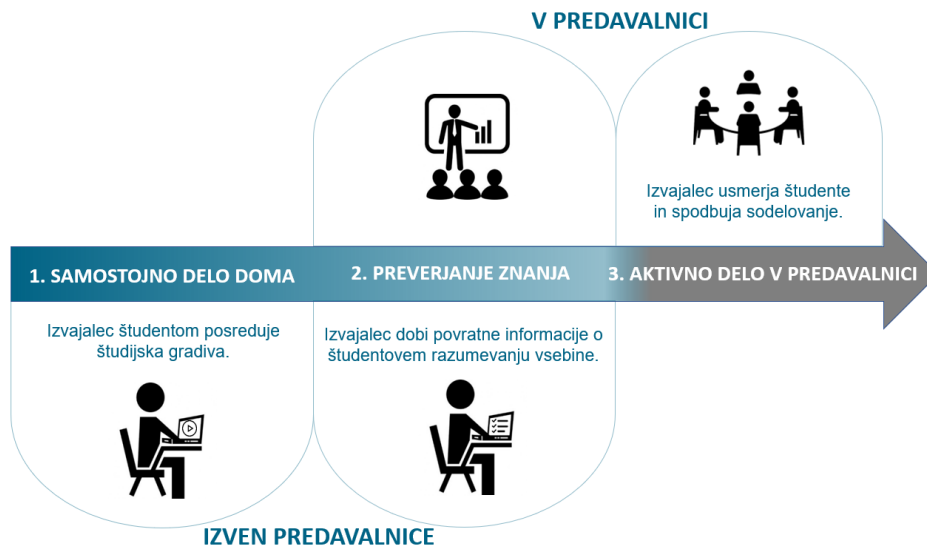 V PREDAVALNICI
Izvajalec usmerja študente
in spodbuja sodelovanje.
1. SAMOSTOJNO DELO DOMA
2. PREVERJANJE ZNANJA
3. AKTIVNO DELO V PREDAVALNICI
Izvajalec študentom posreduje
študijska gradiva.
Izvajalec dobi povratne informacije o
študentovem razumevanju vsebine.
IZVEN PREDAVALNICE